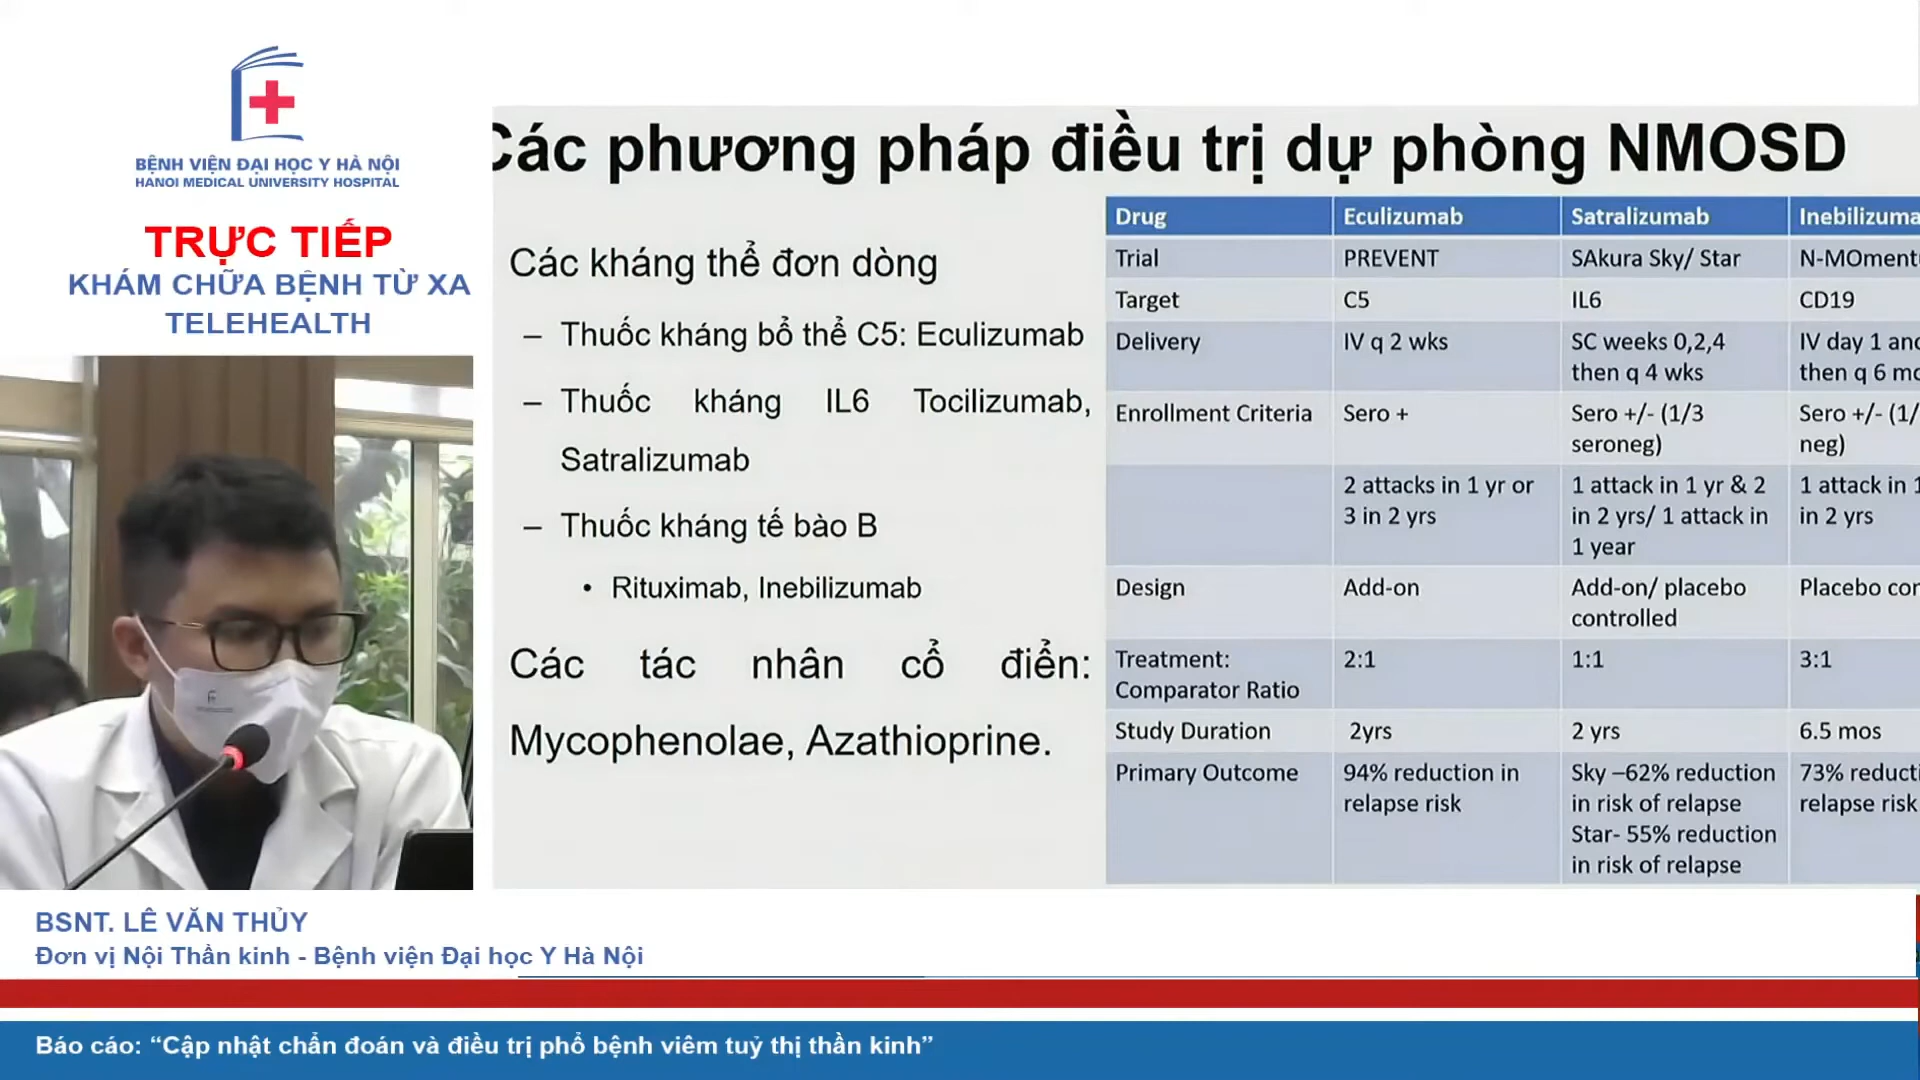 BỆNH VIỆN ĐẠI HỌC Y HÀ NỘI
HANOI MEDICAL UNIVERSITY HOSPITAL
TRỰC TIẾP
KHÁM CHỮA BỆNH TỪ XA
TELEHEALTH
Các phương pháp điều trị dự phòng NMOSD
Các kháng thể đơn dòng
– Thuốc kháng bổ thể C5: Eculizumab
– Thuốc kháng IL6 Tocilizumab,
Satralizumab
– Thuốc kháng tế bào B
• Rituximab, Inebilizumab
Các tác nhân cổ điển:
Mycophenolae, Azathioprine.
Drug Eculizumab Satralizumab Inebilizuma
Trial PREVENT SAkura Sky/ Star N-MOment
Target C5 IL6 CD19
Delivery IV q 2 wks SC weeks 0,2,4 IV day 1 and
then q 4 wks then q 6 mo
Enrollment Criteria Sero + Sero +/- (1/3 Sero +/- (1/
seroneg) neg)
2 attacks in 1 yr or 1 attack in 1 yr & 2 1 attack in 1
3 in 2 yrs in 2 yrs/ 1 attack in in 2 yrs
1 year
Design Add-on Add-on/ placebo Placebo con
controlled
Treatment: 2:1 1:1 3:1
Comparator Ratio
Study Duration 2yrs 2 yrs 6.5 mos
Primary Outcome 94% reduction in Sky –62% reduction 73% reducti
relapse risk in risk of relapse relapse risk
Star- 55% reduction
in risk of relapse
BSNT. LÊ VĂN THỦY
Đơn vị Nội Thần kinh - Bệnh viện Đại học Y Hà Nội
Báo cáo: “Cập nhật chẩn đoán và điều trị phổ bệnh viêm tuỷ thị thần kinh”